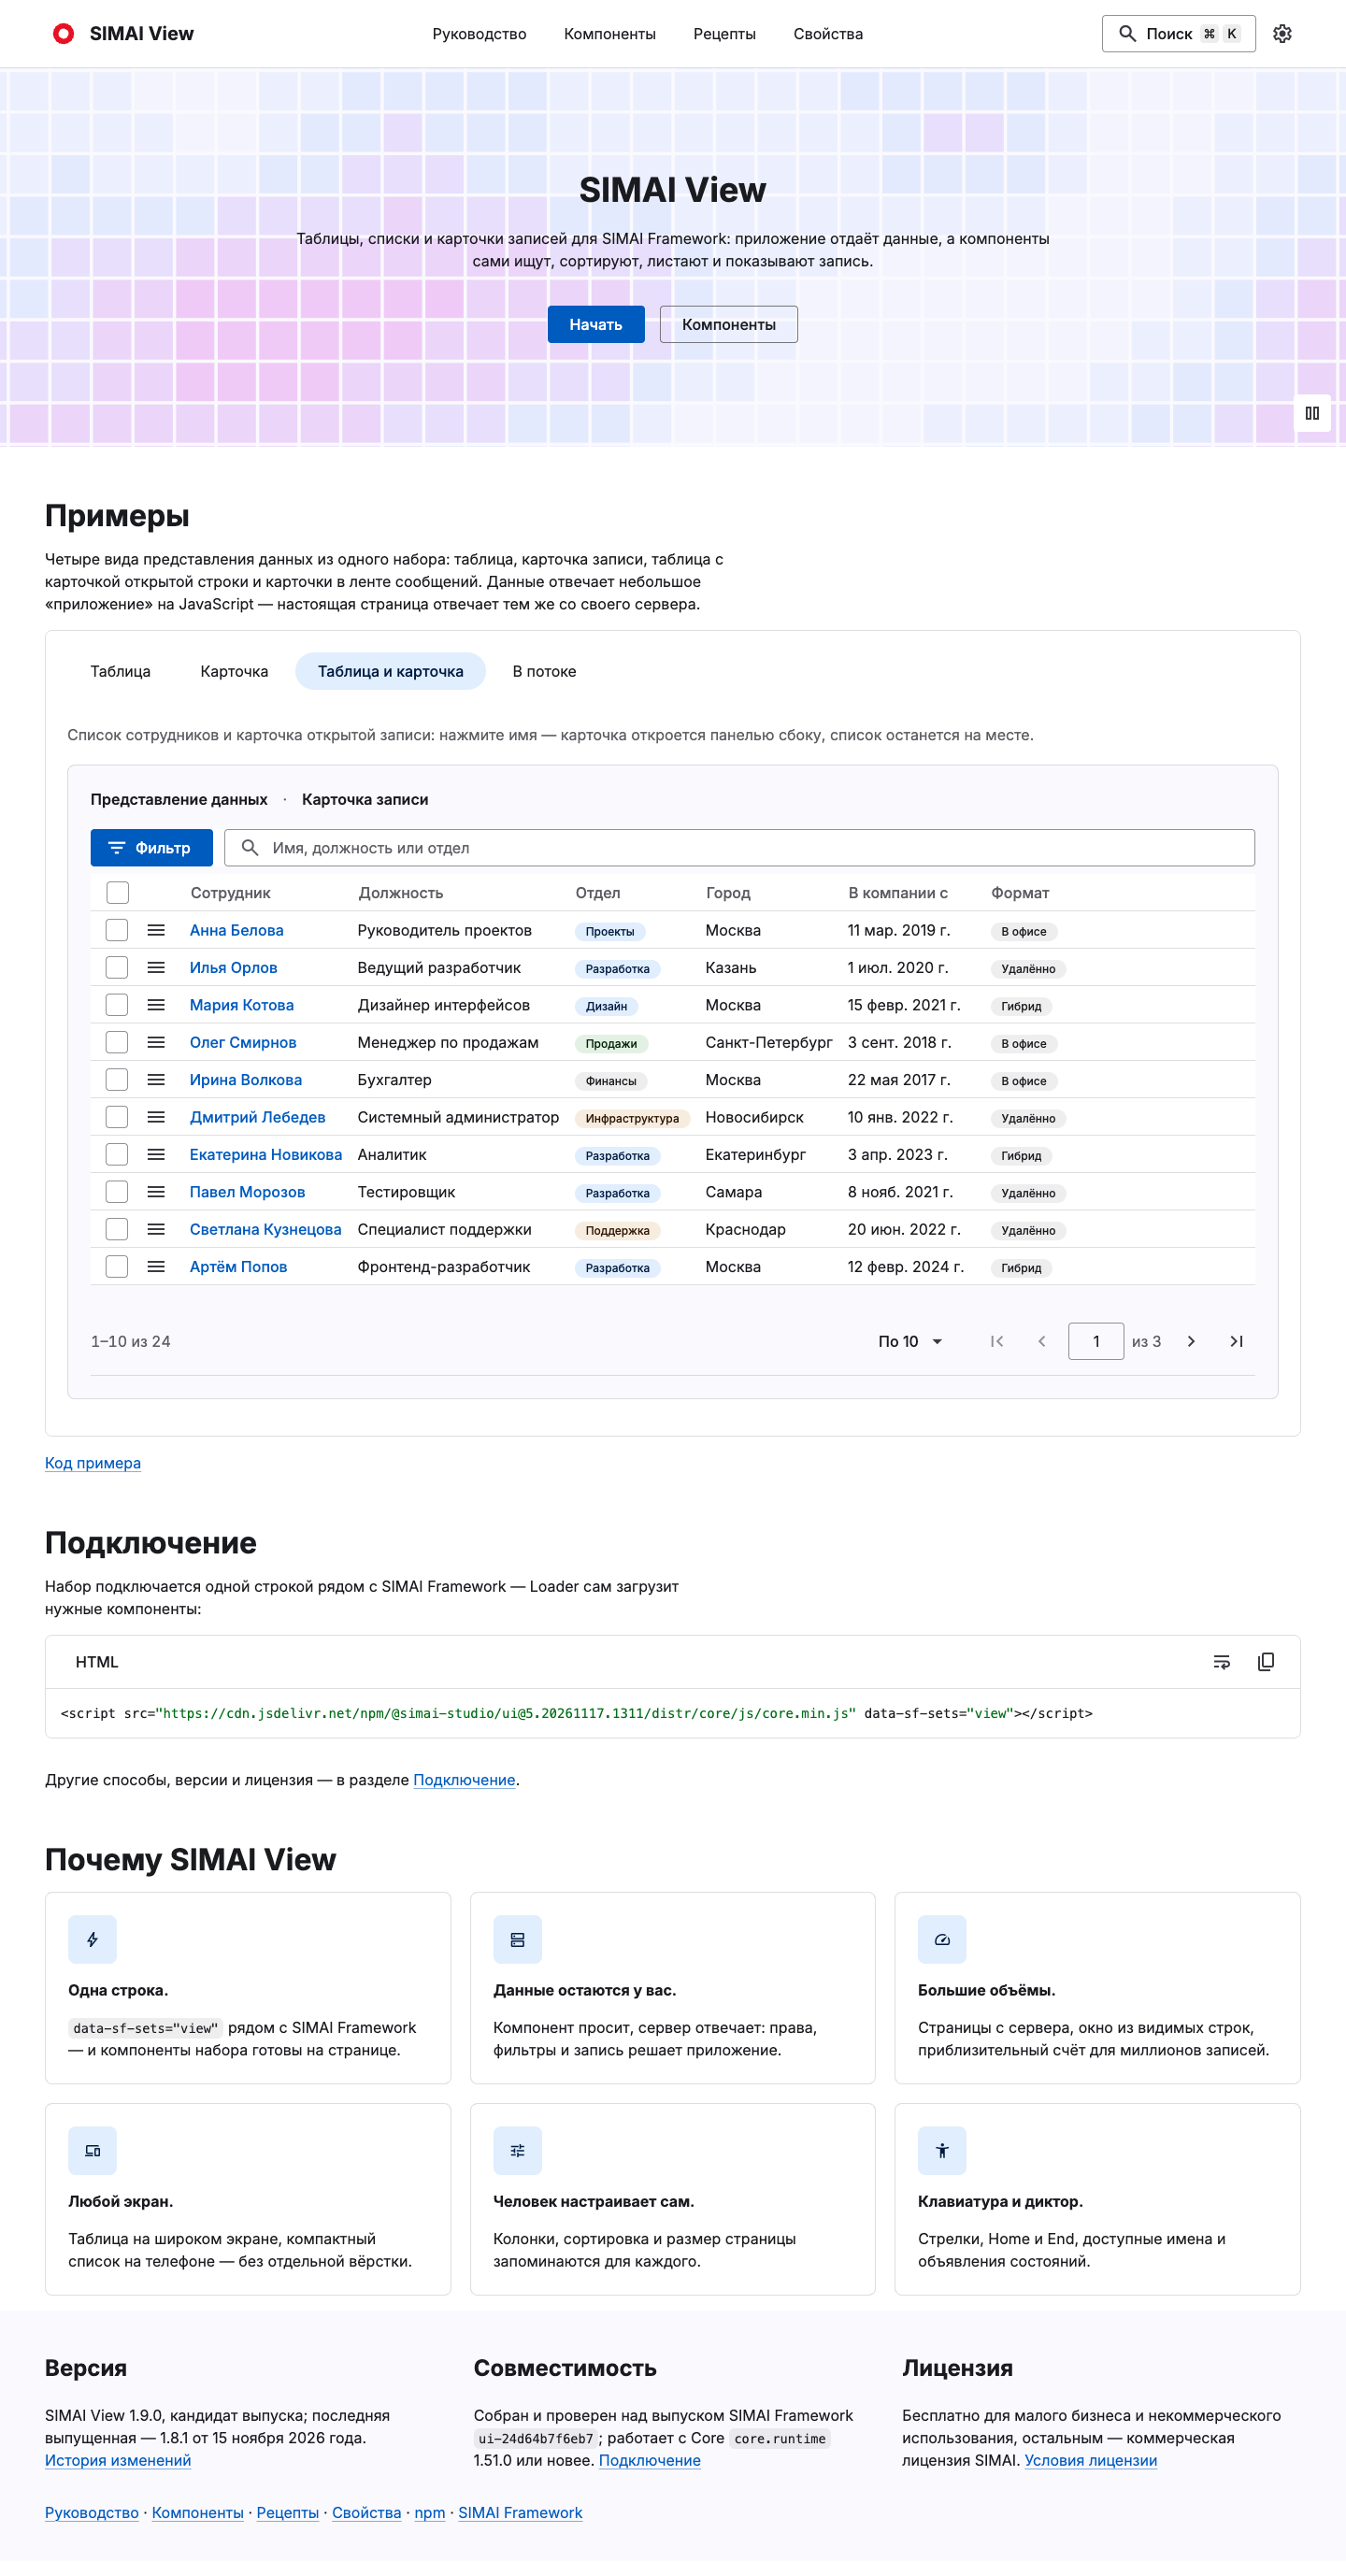 SIMAI View
Руководство Компоненты Рецепты Свойства
Поиск ⌘ K
SIMAI View
Таблицы, списки и карточки записей для SIMAI Framework: приложение отдаёт данные, а компоненты
сами ищут, сортируют, листают и показывают запись.
Начать Компоненты
Примеры
Четыре вида представления данных из одного набора: таблица, карточка записи, таблица с
карточкой открытой строки и карточки в ленте сообщений. Данные отвечает небольшое
«приложение» на JavaScript — настоящая страница отвечает тем же со своего сервера.
Таблица Карточка Таблица и карточка В потоке
Список сотрудников и карточка открытой записи: нажмите имя — карточка откроется панелью сбоку, список останется на месте.
Представление данных · Карточка записи
Фильтр Имя, должность или отдел
Сотрудник Должность Отдел Город В компании с Формат
Анна Белова Руководитель проектов Проекты Москва 11 мар. 2019 г. В офисе
Илья Орлов Ведущий разработчик Разработка Казань 1 июл. 2020 г. Удалённо
Мария Котова Дизайнер интерфейсов Дизайн Москва 15 февр. 2021 г. Гибрид
Олег Смирнов Менеджер по продажам Продажи Санкт-Петербург 3 сент. 2018 г. В офисе
Ирина Волкова Бухгалтер Финансы Москва 22 мая 2017 г. В офисе
Дмитрий Лебедев Системный администратор Инфраструктура Новосибирск 10 янв. 2022 г. Удалённо
Екатерина Новикова Аналитик Разработка Екатеринбург 3 апр. 2023 г. Гибрид
Павел Морозов Тестировщик Разработка Самара 8 нояб. 2021 г. Удалённо
Светлана Кузнецова Специалист поддержки Поддержка Краснодар 20 июн. 2022 г. Удалённо
Артём Попов Фронтенд-разработчик Разработка Москва 12 февр. 2024 г. Гибрид
1–10 из 24 По 10 1 из 3
Код примера
Подключение
Набор подключается одной строкой рядом с SIMAI Framework — Loader сам загрузит
нужные компоненты:
HTML
<script src="https://cdn.jsdelivr.net/npm/@simai-studio/ui@5.20261117.1311/distr/core/js/core.min.js" data-sf-sets="view"></script>
Другие способы, версии и лицензия — в разделе Подключение.
Почему SIMAI View
Одна строка.
data-sf-sets="view" рядом с SIMAI Framework
— и компоненты набора готовы на странице.
Данные остаются у вас.
Компонент просит, сервер отвечает: права,
фильтры и запись решает приложение.
Большие объёмы.
Страницы с сервера, окно из видимых строк,
приблизительный счёт для миллионов записей.
Любой экран.
Таблица на широком экране, компактный
список на телефоне — без отдельной вёрстки.
Человек настраивает сам.
Колонки, сортировка и размер страницы
запоминаются для каждого.
Клавиатура и диктор.
Стрелки, Home и End, доступные имена и
объявления состояний.
Версия
SIMAI View 1.9.0, кандидат выпуска; последняя
выпущенная — 1.8.1 от 15 ноября 2026 года.
История изменений
Совместимость
Собран и проверен над выпуском SIMAI Framework
ui-24d64b7f6eb7; работает с Core core.runtime
1.51.0 или новее. Подключение
Лицензия
Бесплатно для малого бизнеса и некоммерческого
использования, остальным — коммерческая
лицензия SIMAI. Условия лицензии
Руководство · Компоненты · Рецепты · Свойства · npm · SIMAI Framework